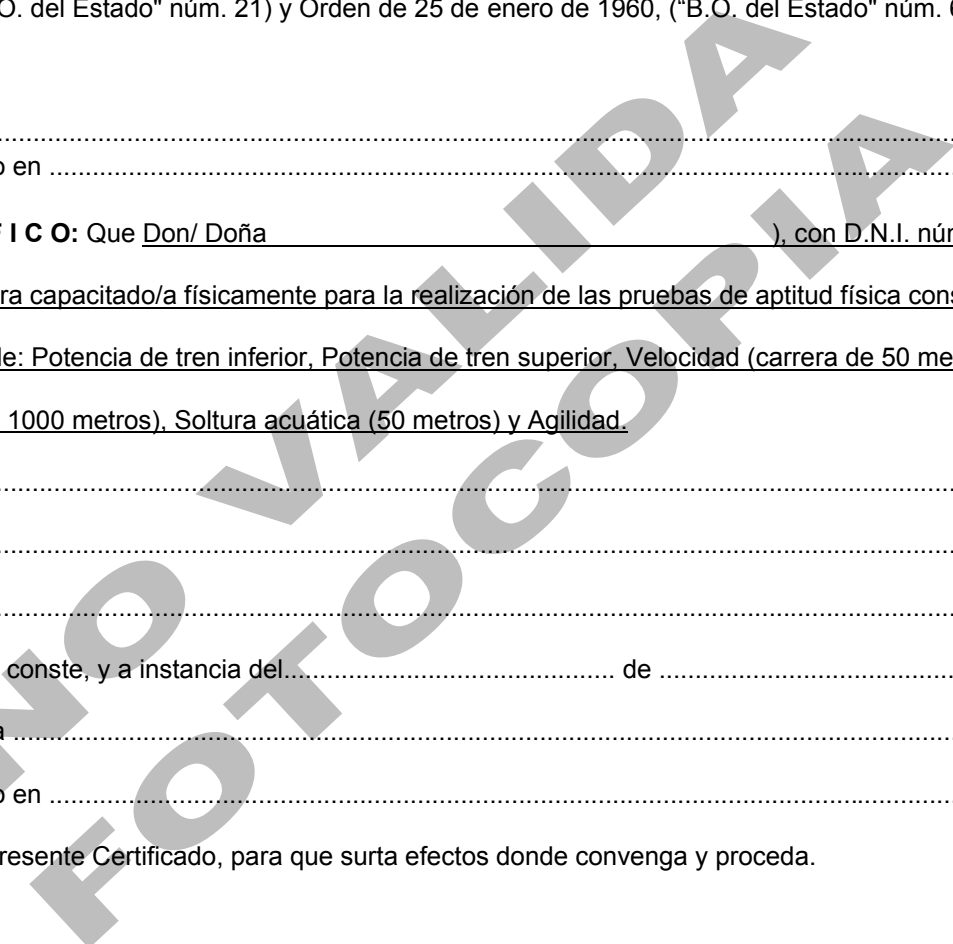 O. del Estado" núm. 21) y Orden de 25 de enero de 1960, ("B.O. del Estado" núm. 6
....................................................................................................................................
o en ..............................................................................................................................
F I C O: Que Don/ Doña ), con D.N.I. núm
ra capacitado/a físicamente para la realización de las pruebas de aptitud física cons
le: Potencia de tren inferior, Potencia de tren superior, Velocidad (carrera de 50 me
1000 metros), Soltura acuática (50 metros) y Agilidad.
....................................................................................................................................
....................................................................................................................................
....................................................................................................................................
conste, y a instancia del.............................................. de ........................................
a ...................................................................................................................................
o en ..............................................................................................................................
resente Certificado, para que surta efectos donde convenga y proceda.
NO VALIDA
FOTOCOPIA